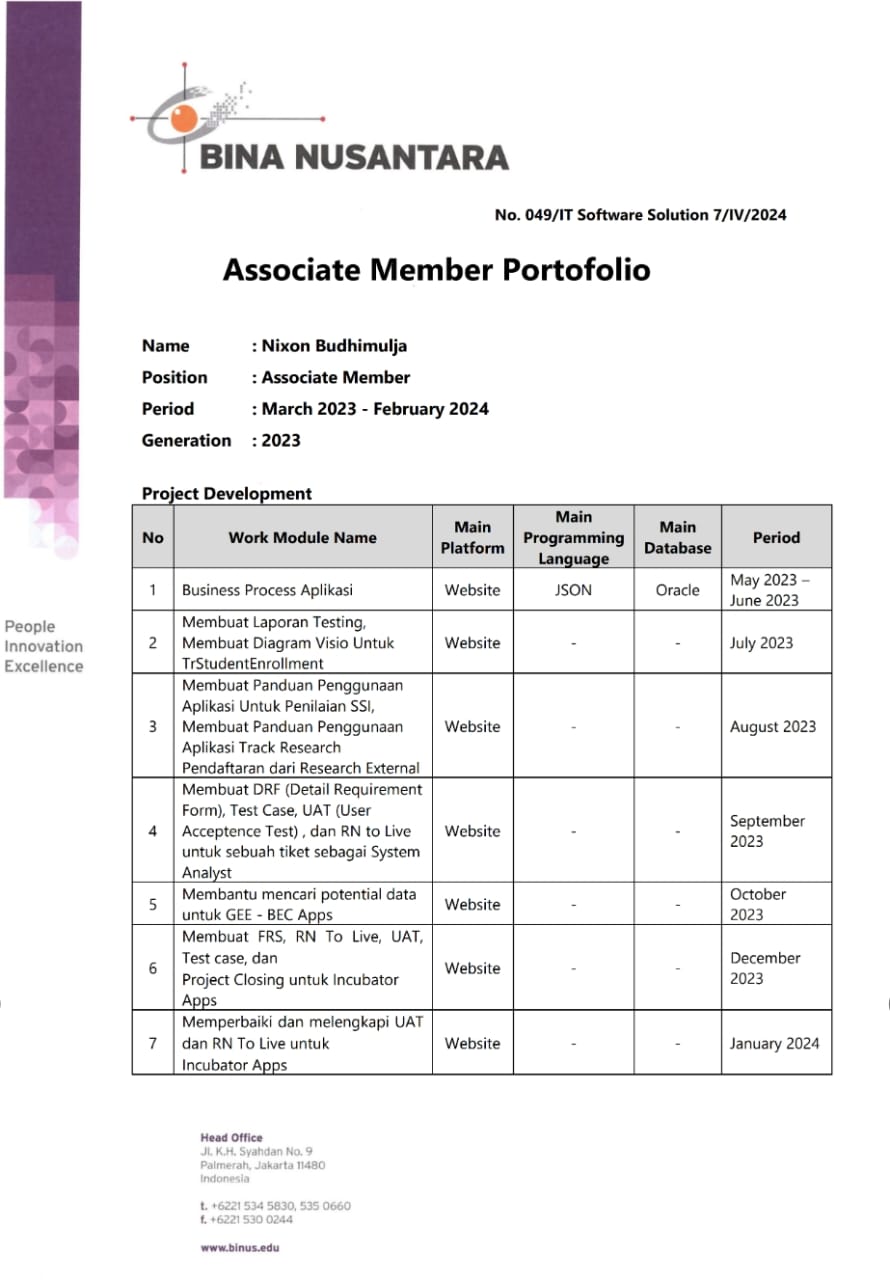 BINA NUSANTARA
No. 049/IT Software Solution 7/IV/2024
Associate Member Portofolio
Name : Nixon Budhimulja
Position : Associate Member
Period : March 2023 - February 2024
Generation : 2023
Project Development
No Work Module Name Main Platform Main Programming Language Main Database Period
1 Business Process Aplikasi Website JSON Oracle May 2023 – June 2023
2 Membuat Laporan Testing, Membuat Diagram Visio Untuk TrStudentEnrollment Website - - July 2023
3 Membuat Panduan Penggunaan Aplikasi Untuk Penilaian SSI, Membuat Panduan Penggunaan Aplikasi Track Research Pendaftaran dari Research External Website - - August 2023
4 Membuat DRF (Detail Requirement Form), Test Case, UAT (User Acceptence Test) , dan RN to Live untuk sebuah tiket sebagai System Analyst Website - - September 2023
5 Membantu mencari potential data untuk GEE - BEC Apps Website - - October 2023
6 Membuat FRS, RN To Live, UAT, Test case, dan Project Closing untuk Incubator Apps Website - - December 2023
7 Memperbaiki dan melengkapi UAT dan RN To Live untuk Incubator Apps Website - - January 2024
People
Innovation
Excellence
Head Office
Jl. K.H. Syahdan No. 9
Palmerah, Jakarta 11480
Indonesia
t. +6221 534 5830, 535 0660
f. +6221 530 0244
www.binus.edu